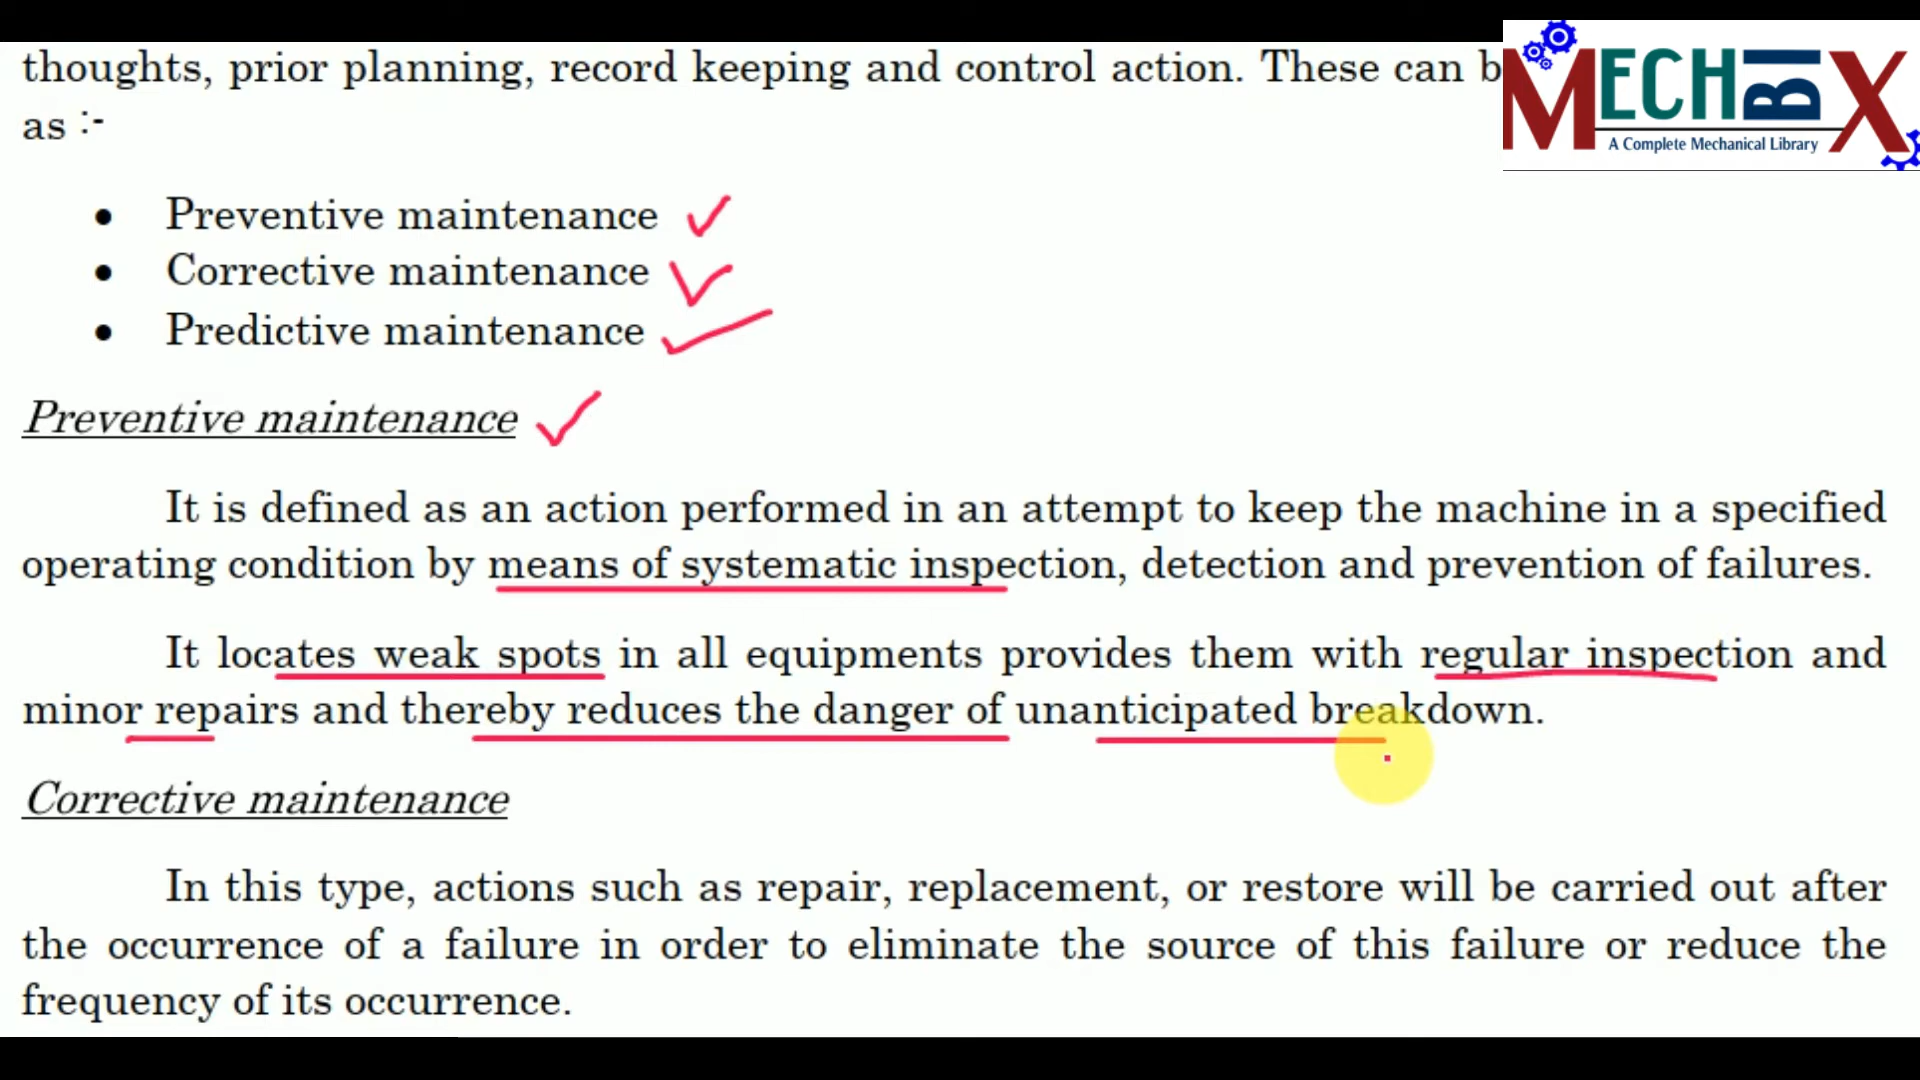 thoughts, prior planning, record keeping and control action. These can
as :-
MECHBIX
A Complete Mechanical Library
• Preventive maintenance
• Corrective maintenance
• Predictive maintenance
Preventive maintenance
It is defined as an action performed in an attempt to keep the machine in a specified
operating condition by means of systematic inspection, detection and prevention of failures.
It locates weak spots in all equipments provides them with regular inspection and
minor repairs and thereby reduces the danger of unanticipated breakdown.
Corrective maintenance
In this type, actions such as repair, replacement, or restore will be carried out after
the occurrence of a failure in order to eliminate the source of this failure or reduce the
frequency of its occurrence.